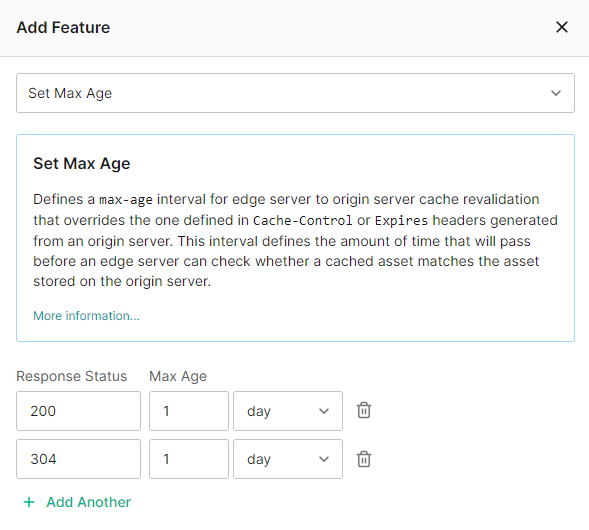 Add Feature
Set Max Age
Set Max Age
Defines a max-age interval for edge server to origin server cache revalidation
that overrides the one defined in Cache-Control or Expires headers generated
from an origin server. This interval defines the amount of time that will pass
before an edge server can check whether a cached asset matches the asset
stored on the origin server.
More information...
Response Status Max Age
200 1 day
304 1 day
+ Add Another